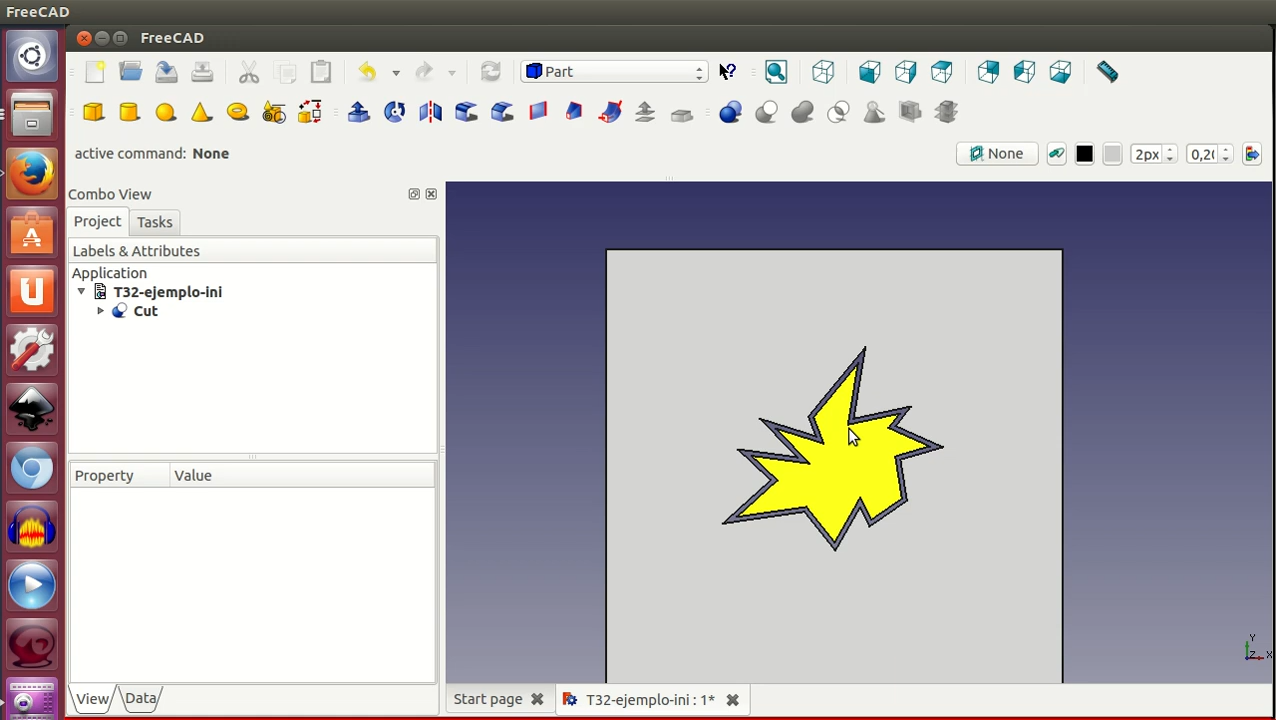 FreeCAD
FreeCAD
Part
active command: None
None
2px
0,2(
Combo View
Project
Tasks
Labels & Attributes
Application
T32-ejemplo-ini
Cut
Property
Value
View
Data
Start page
T32-ejemplo-ini : 1*
Y
Z
X